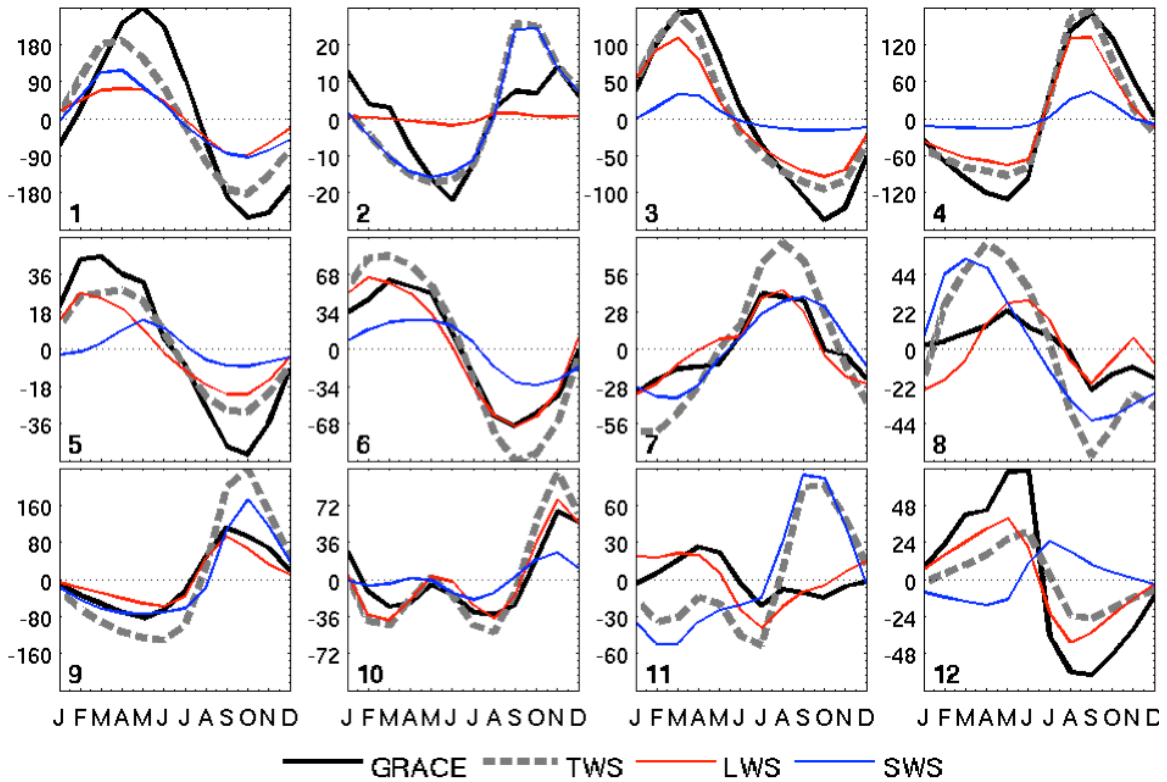 180 90 0 -90 -180 1
20 10 0 -10 -20 2
100 50 0 -50 -100 3
120 60 0 -60 -120 4
36 18 0 -18 -36 5
68 34 0 -34 -68 6
56 28 0 -28 -56 7
44 22 0 -22 -44 8
160 80 0 -80 -160 9
72 36 0 -36 -72 10
60 30 0 -30 -60 11
48 24 0 -24 -48 12
J F M A M J J A S O N D J F M A M J J A S O N D J F M A M J J A S O N D J F M A M J J A S O N D
GRACE TWS LWS SWS